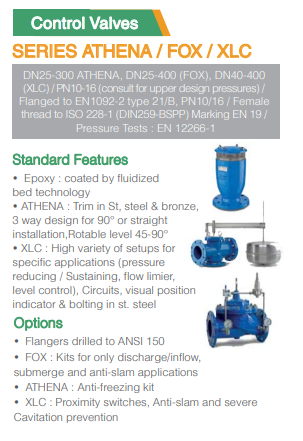 Control Valves
SERIES ATHENA / FOX / XLC
DN25-300 ATHENA, DN25-400 (FOX), DN40-400
(XLC) / PN10-16 (consult for upper design pressures) /
Flanged to EN1092-2 type 21/B, PN10/16 / Female
thread to ISO 228-1 (DIN259-BSPP) Marking EN 19 /
Pressure Tests : EN 12266-1
Standard Features
• Epoxy : coated by fluidized
bed technology
• ATHENA : Trim in St, steel & bronze,
3 way design for 90° or straight
installation,Rotable level 45-90°
• XLC : High variety of setups for
specific applications (pressure
reducing / Sustaining, flow limier,
level control), Circuits, visual position
indicator & bolting in st. steel
Options
• Flangers drilled to ANSI 150
• FOX : Kits for only discharge/inflow,
submerge and anti-slam applications
• ATHENA : Anti-freezing kit
• XLC : Proximity switches, Anti-slam and severe
Cavitation prevention